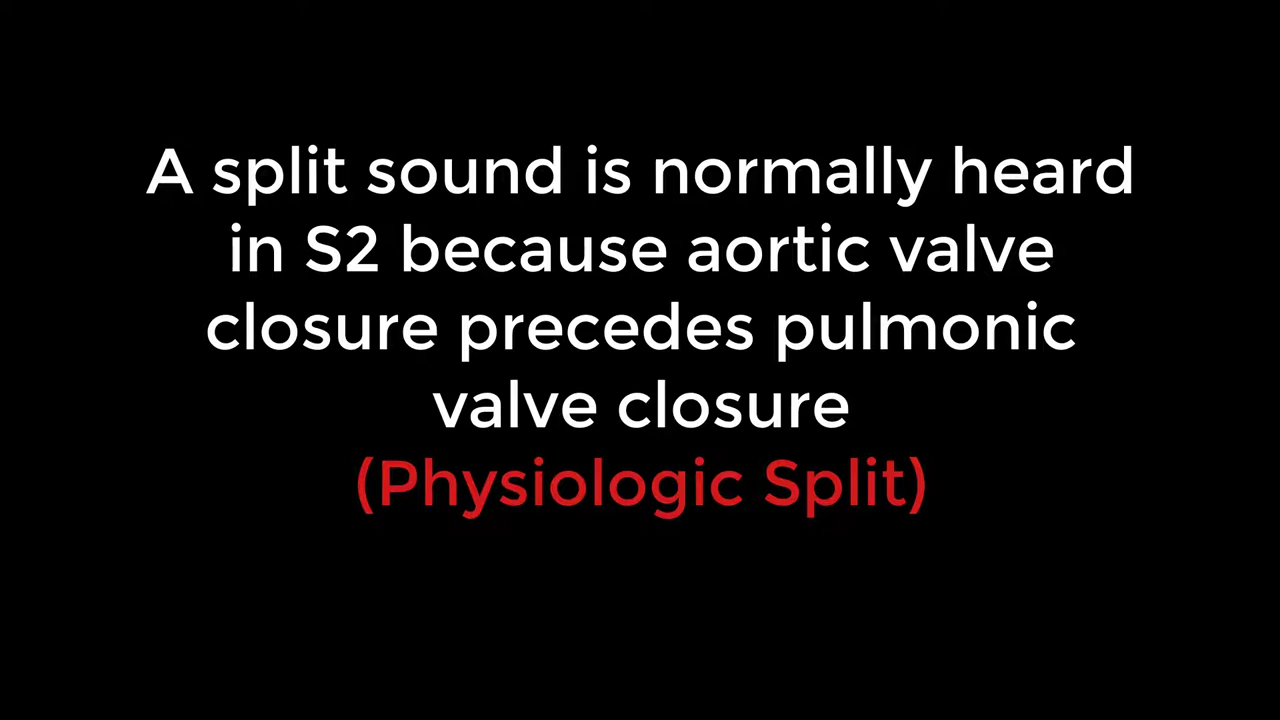 A split sound is normally heard
in S2 because aortic valve
closure precedes pulmonic
valve closure
(Physiologic Split)